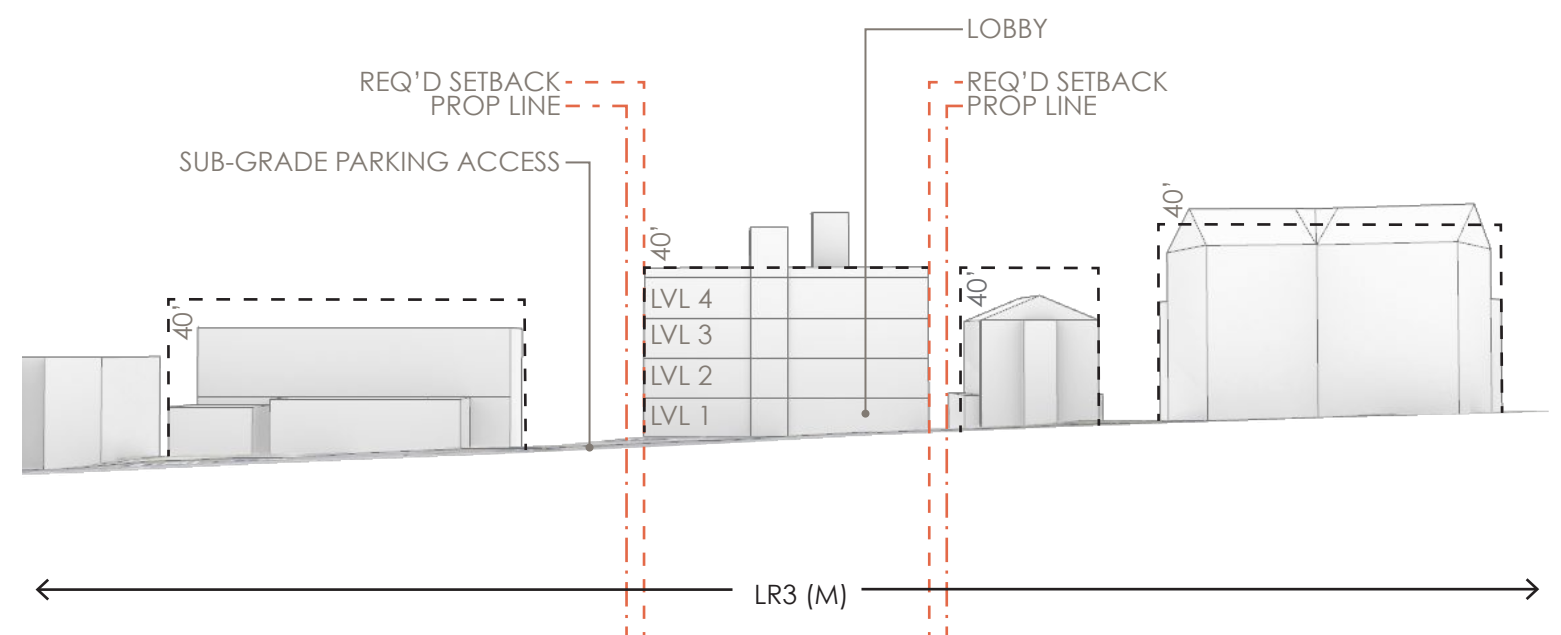 LOBBY
REQ'D SETBACK
PROP LINE
REQ'D SETBACK
PROP LINE
SUB-GRADE PARKING ACCESS
40'
40'
40'
40'
LVL 4
LVL 3
LVL 2
LVL 1
LR3 (M)